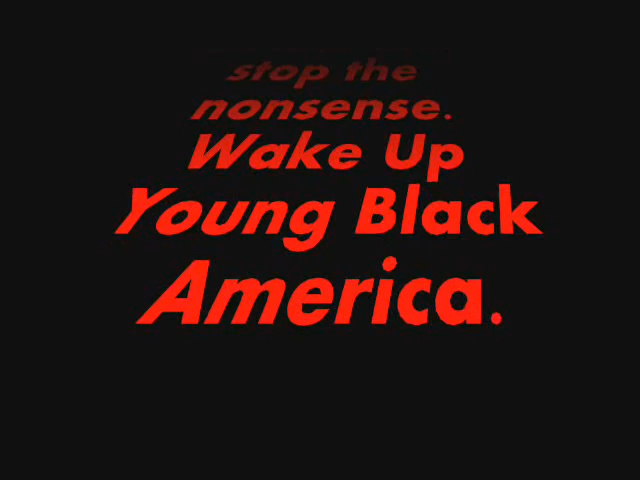 stop the
nonsense.
Wake Up
Young Black
America.